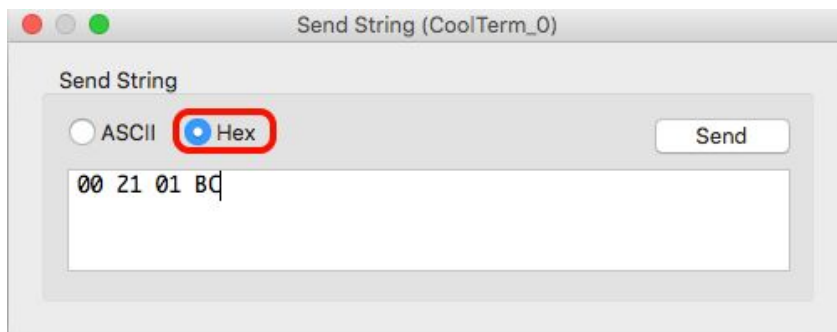 Send String (CoolTerm_0)
Send String
ASCII Hex Send
00 21 01 BC